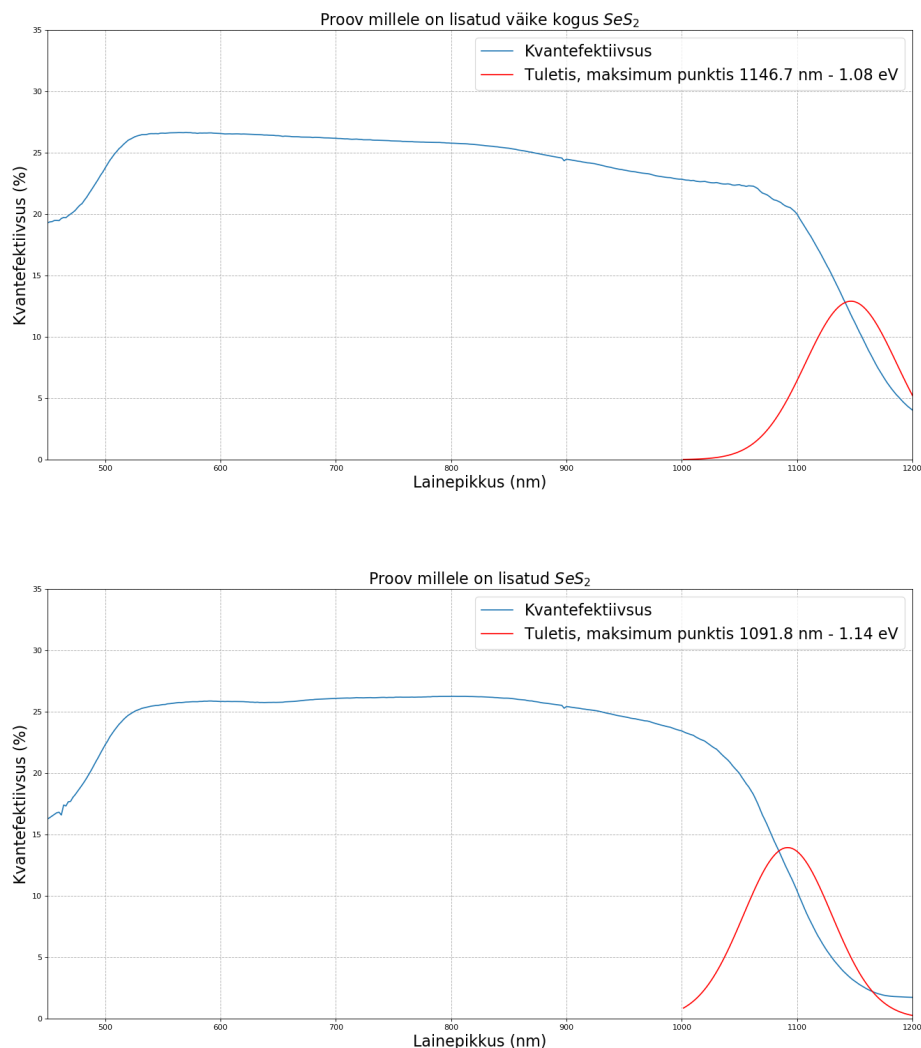 Proov millele on lisatud väike kogus SeS₂
Kvantefektiivsus
Tuletis, maksimum punktis 1146.7 nm - 1.08 eV
Kvantefektiivsus (%)
35
30
25
20
15
10
5
0
500 600 700 800 900 1000 1100 1200
Lainepikkus (nm)
Proov millele on lisatud SeS₂
Kvantefektiivsus
Tuletis, maksimum punktis 1091.8 nm - 1.14 eV
Kvantefektiivsus (%)
35
30
25
20
15
10
5
0
500 600 700 800 900 1000 1100 1200
Lainepikkus (nm)